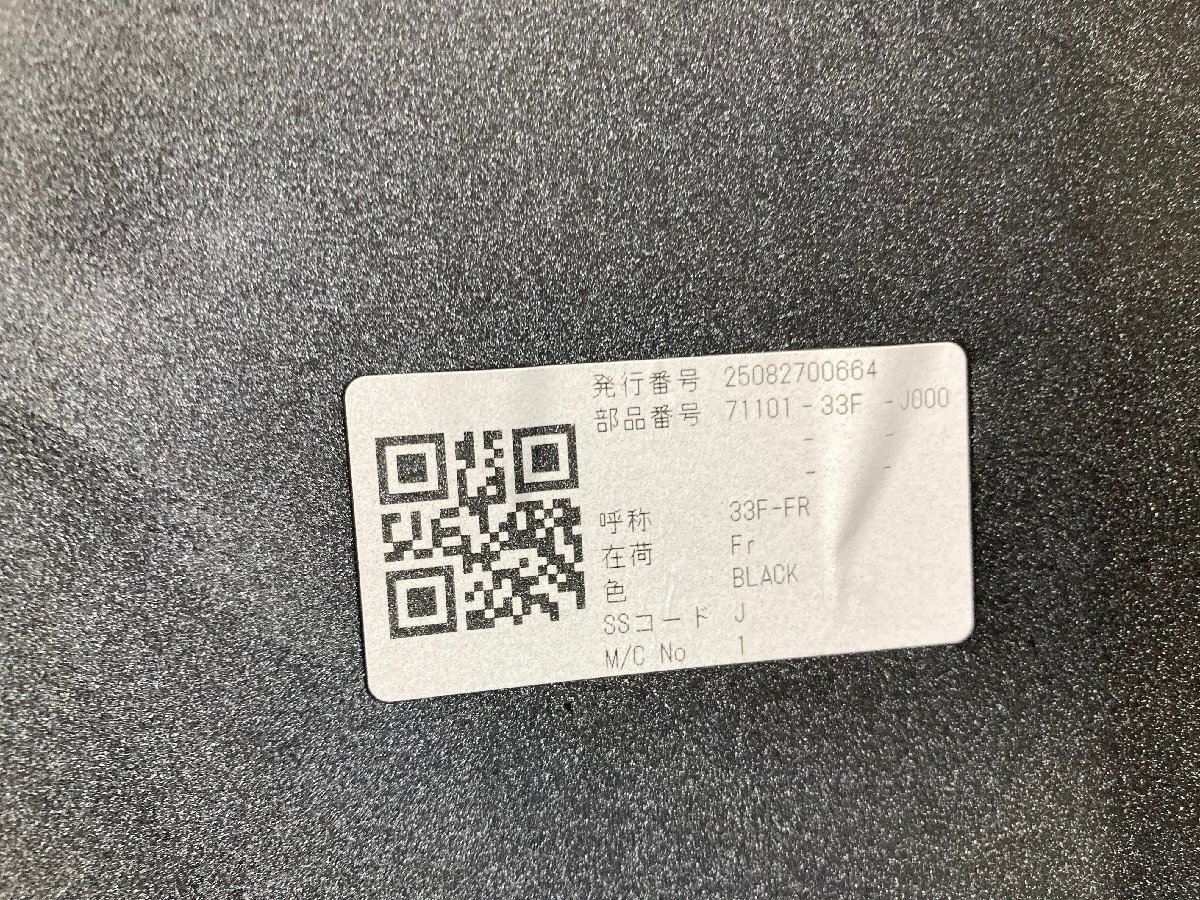 発行番号 25082700664
部品番号 71101-33F -J000
- -
- -
呼称 33F-FR
在荷 Fr
色 BLACK
SSコード J
M/C No 1